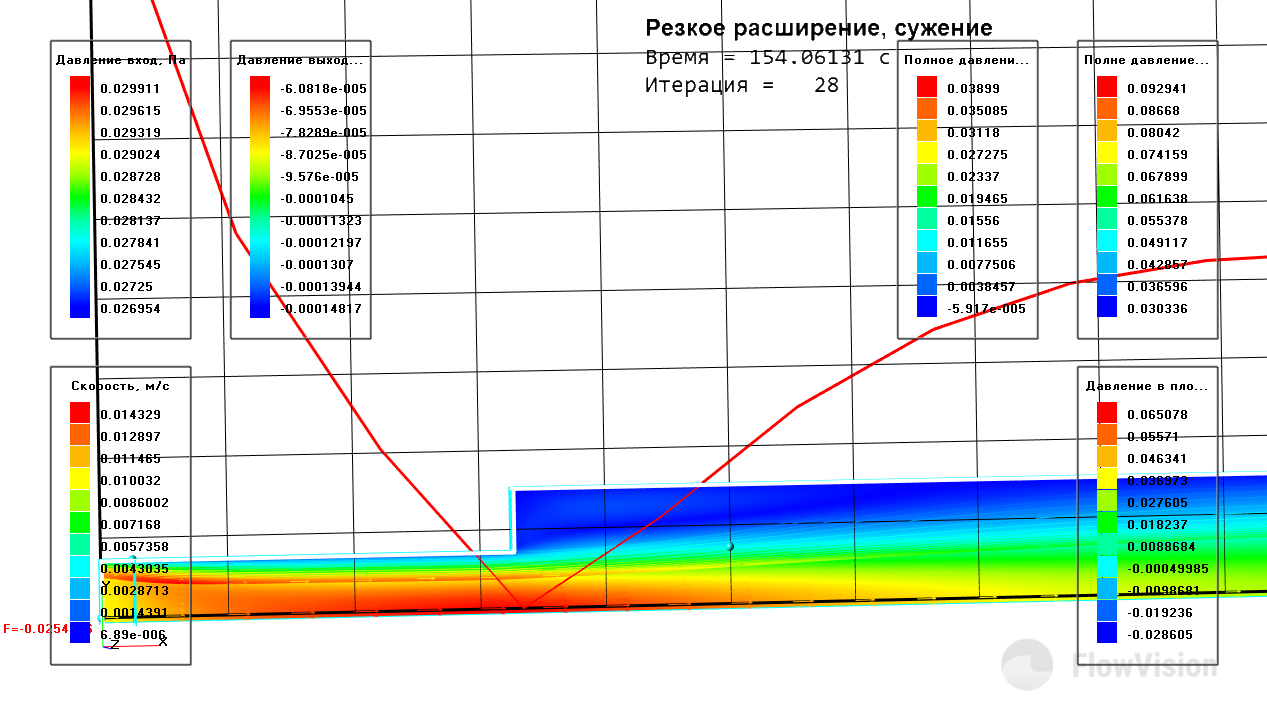 Резкое расширение, сужение
Время = 154.06131 с
Итерация = 28
Давление вход, Па
0.029911
0.029615
0.029319
0.029024
0.028728
0.028432
0.028137
0.027841
0.027545
0.02725
0.026954
Давление выход...
-6.0818e-005
-6.9553e-005
-7.8289e-005
-8.7025e-005
-9.576e-005
-0.0001045
-0.00011323
-0.00012197
-0.0001307
-0.00013944
-0.00014817
Полное давлени...
0.03899
0.035085
0.03118
0.027275
0.02337
0.019465
0.01556
0.011655
0.0077506
0.0038457
-5.917e-005
Полне давление...
0.092941
0.08668
0.08042
0.074159
0.067899
0.061638
0.055378
0.049117
0.042857
0.036596
0.030336
Скорость, м/с
0.014329
0.012897
0.011465
0.010032
0.0086002
0.007168
0.0057358
0.0043035
0.0028713
0.0014391
6.89e-006
Давление в пло...
0.065078
0.05571
0.046341
0.036973
0.027605
0.018237
0.0088684
-0.00049985
-0.0098681
-0.019236
-0.028605
Y
Z
X
FlowVision